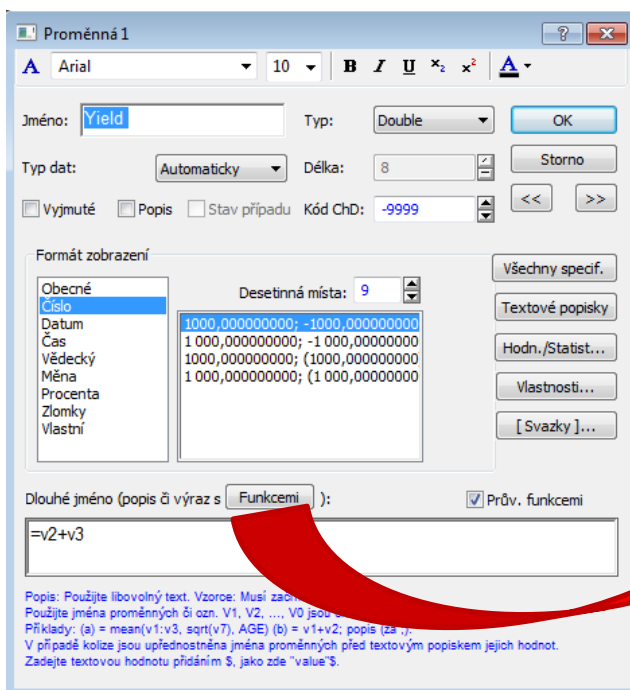 Proměnná 1
A Arial 10 B I U x₂ x² A
Jméno: Yield Typ: Double OK
Typ dat: Automaticky Délka: 8 Storno
Vyjmuté Popis Stav případu Kód ChD: -9999 << >>
Formát zobrazení
Všechny specif.
Obecné
Číslo
Datum
Čas
Vědecký
Měna
Procenta
Zlomky
Vlastní
Desetinná místa: 9
1000,000000000; -1000,000000000
1 000,000000000; -1 000,00000000
1000,000000000; (1000,000000000
1 000,000000000; (1 000,00000000
Textové popisky
Hodn./Statist...
Vlastnosti...
[ Svazky ]...
Dlouhé jméno (popis či výraz s Funkcemi ): Prův. funkcemi
=v2+v3
Popis: Použijte libovolný text. Vzorce: Musí
Použijte jména proměnných či ozn. V1, V2, ..., V0 jsou
Příklady: (a) = mean(v1:v3, sqrt(v7), AGE) (b) = v1+v2; popis (za ;).
V případě kolize jsou upřednostněna jména proměnných před textovým popiskem jejich hodnot.
Zadejte textovou hodnotu přidáním $, jako zde "value"$.